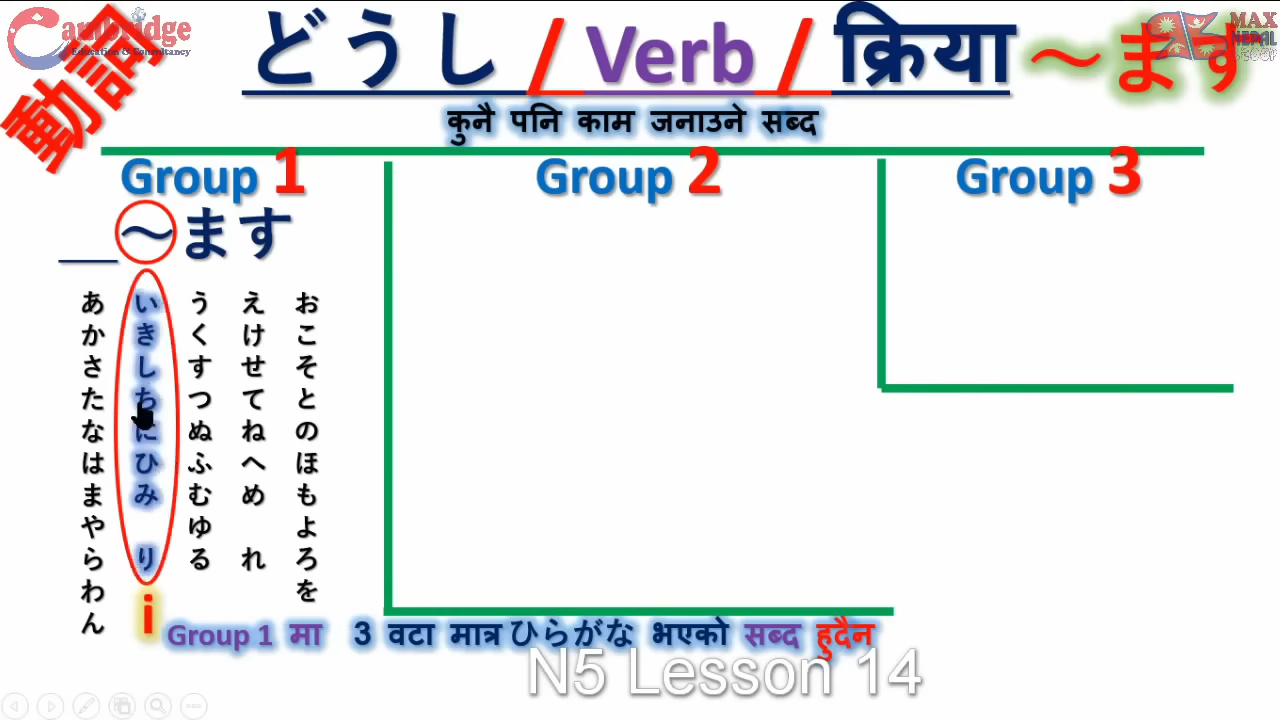 Cambridge
Education & Consultancy
動詞
どうし / Verb / क्रिया ～ます
MAX
NEPAL
कुनै पनि काम जनाउने सब्द
Group 1
Group 2
Group 3
～ます
あ い う え お
か き く け こ
さ し す せ そ
た ち つ て と
な に ぬ ね の
は ひ ふ へ ほ
ま み む め も
や ゆ よ
ら り る れ ろ
わ を
ん
i
Group 1 मा 3 वटा मात्र ひらがな भएको सब्द हुदैन
N5 Lesson 14